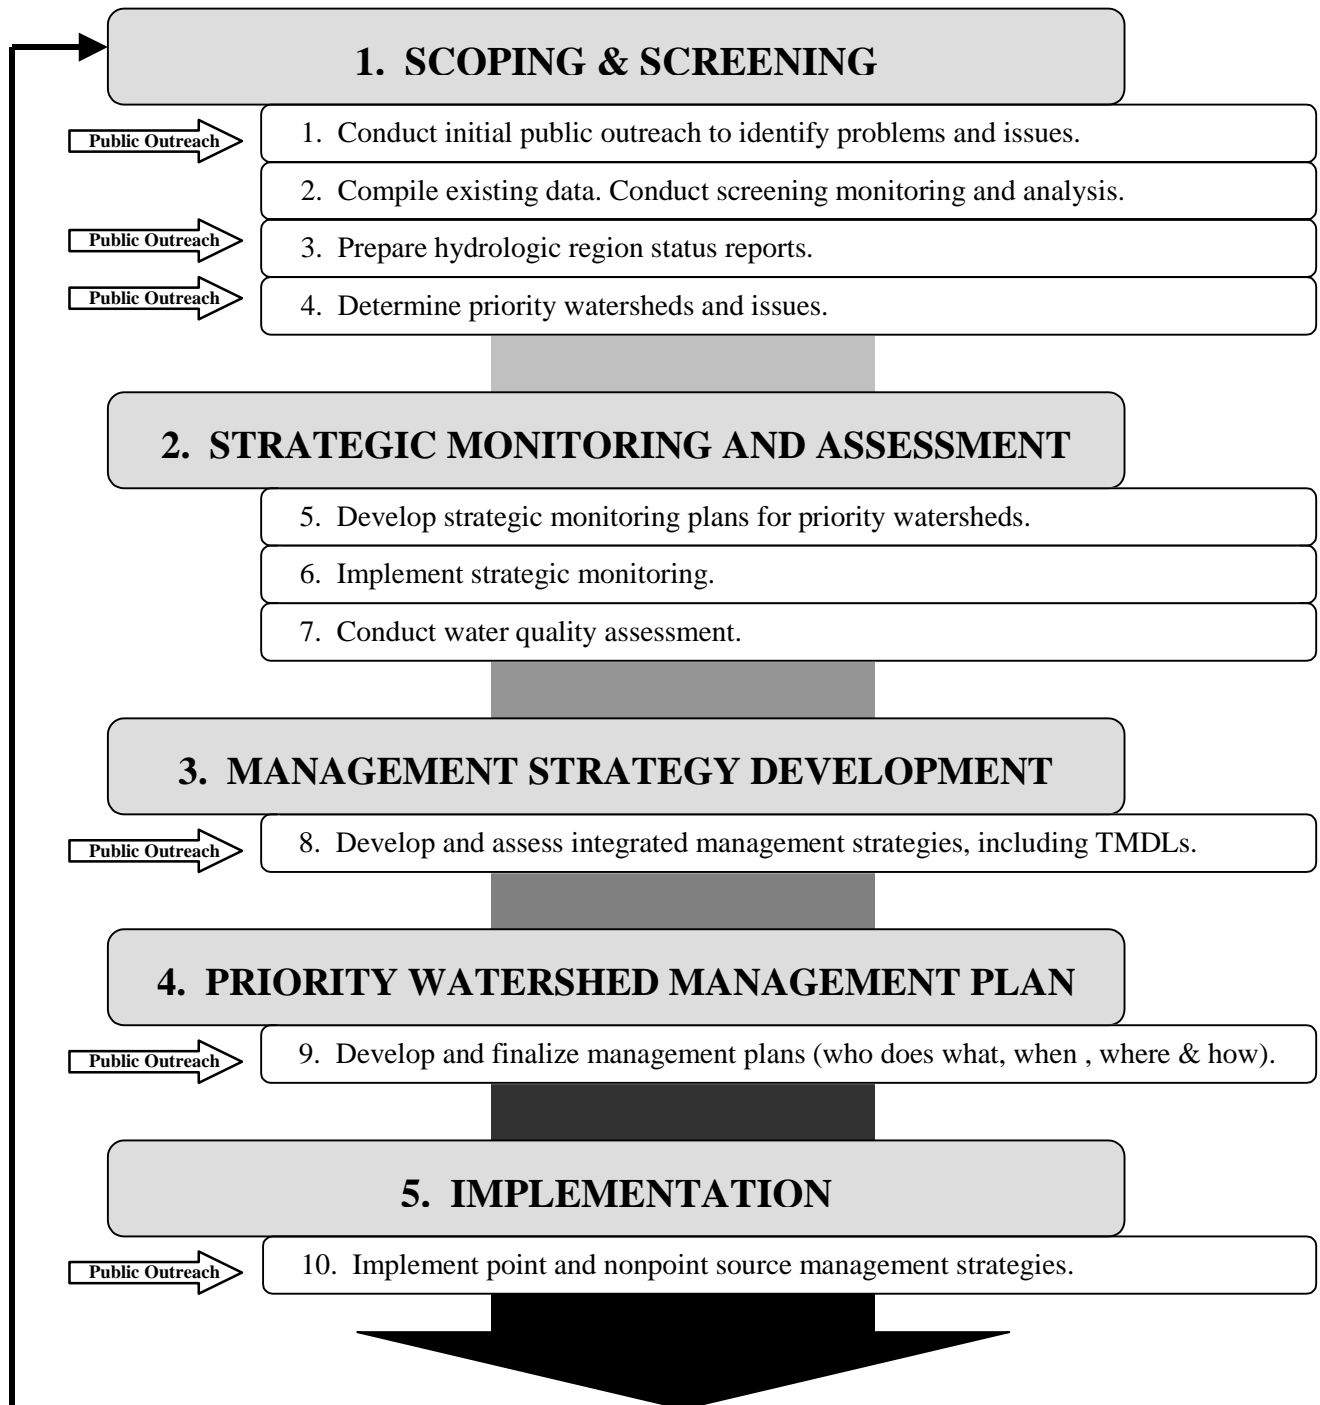 1. SCOPING & SCREENING
Public Outreach
1. Conduct initial public outreach to identify problems and issues.
2. Compile existing data. Conduct screening monitoring and analysis.
Public Outreach
3. Prepare hydrologic region status reports.
Public Outreach
4. Determine priority watersheds and issues.
2. STRATEGIC MONITORING AND ASSESSMENT
5. Develop strategic monitoring plans for priority watersheds.
6. Implement strategic monitoring.
7. Conduct water quality assessment.
3. MANAGEMENT STRATEGY DEVELOPMENT
Public Outreach
8. Develop and assess integrated management strategies, including TMDLs.
4. PRIORITY WATERSHED MANAGEMENT PLAN
Public Outreach
9. Develop and finalize management plans (who does what, when , where & how).
5. IMPLEMENTATION
Public Outreach
10. Implement point and nonpoint source management strategies.